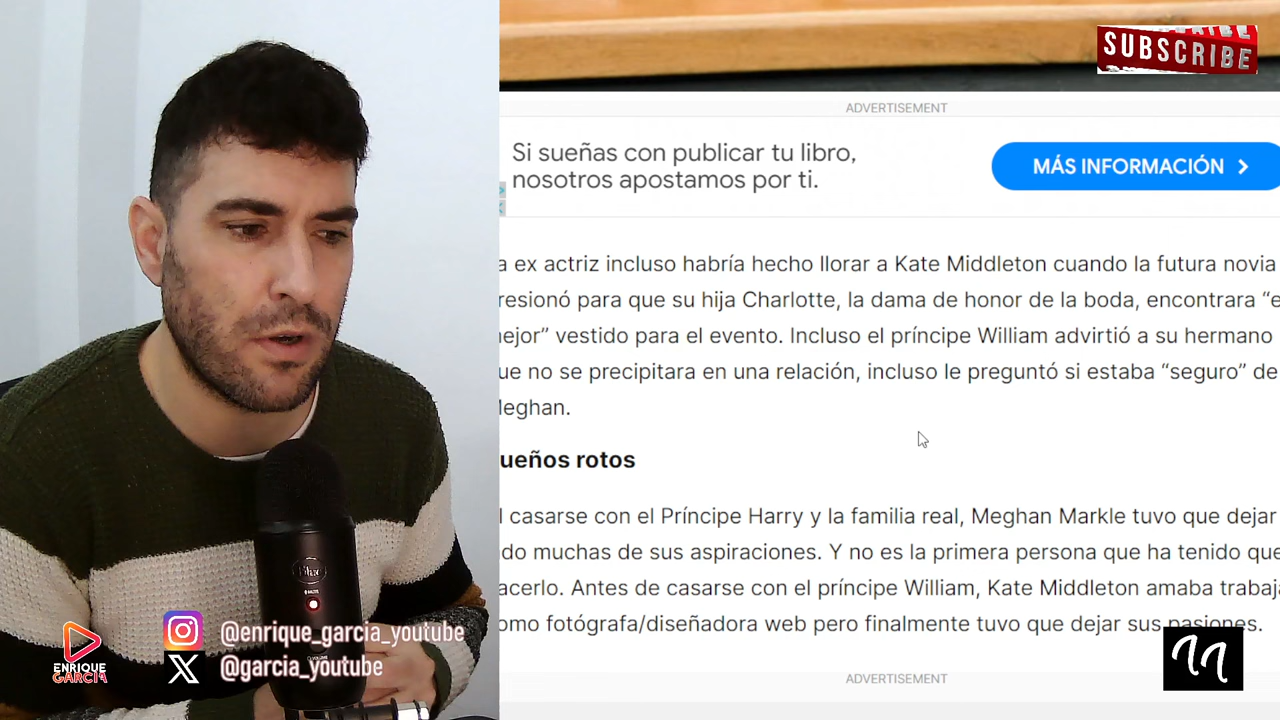 SUBSCRIBE
ADVERTISEMENT
Si sueñas con publicar tu libro,
nosotros apostamos por ti.
MÁS INFORMACIÓN
a ex actriz incluso habría hecho llorar a Kate Middleton cuando la futura novia
resionó para que su hija Charlotte, la dama de honor de la boda, encontrara “e
ejor” vestido para el evento. Incluso el príncipe William advirtió a su hermano
ue no se precipitara en una relación, incluso le preguntó si estaba “seguro” de
Meghan.
ueños rotos
l casarse con el Príncipe Harry y la familia real, Meghan Markle tuvo que dejar
do muchas de sus aspiraciones. Y no es la primera persona que ha tenido que
acerlo. Antes de casarse con el príncipe William, Kate Middleton amaba trabaj
omo fotógrafa/diseñadora web pero finalmente tuvo que dejar sus pasiones.
ADVERTISEMENT
@enrique_garcia_youtube
@garcia_youtube
ENRIQUE
GARCIA
Blue